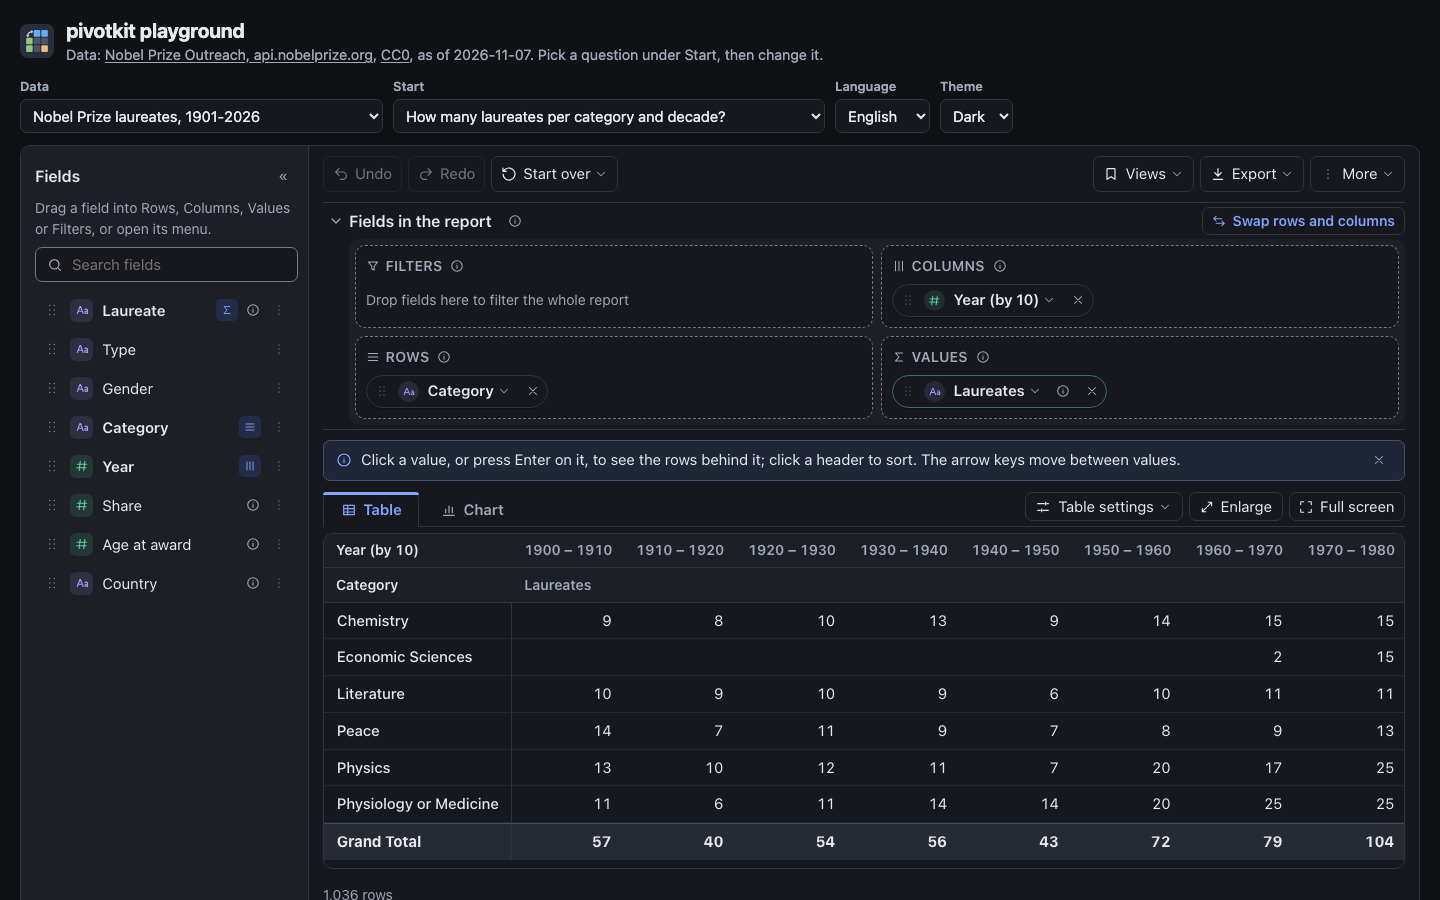 pivotkit playground
Data: Nobel Prize Outreach, api.nobelprize.org, CC0, as of 2026-11-07. Pick a question under Start, then change it.
Data Start Language Theme
Nobel Prize laureates, 1901-2026 How many laureates per category and decade? English Dark
Fields «
Drag a field into Rows, Columns, Values
or Filters, or open its menu.
Search fields
Aa Laureate Σ
Aa Type
Aa Gender
Aa Category
# Year
# Share
# Age at award
Aa Country
Undo Redo Start over Views Export More
Fields in the report Swap rows and columns
FILTERS
Drop fields here to filter the whole report
COLUMNS
# Year (by 10)
ROWS
Aa Category
Σ VALUES
Aa Laureates
Click a value, or press Enter on it, to see the rows behind it; click a header to sort. The arrow keys move between values.
Table Chart Table settings Enlarge Full screen
Year (by 10) 1900 – 1910 1910 – 1920 1920 – 1930 1930 – 1940 1940 – 1950 1950 – 1960 1960 – 1970 1970 – 1980
Category Laureates
Chemistry 9 8 10 13 9 14 15 15
Economic Sciences 2 15
Literature 10 9 10 9 6 10 11 11
Peace 14 7 11 9 7 8 9 13
Physics 13 10 12 11 7 20 17 25
Physiology or Medicine 11 6 11 14 14 20 25 25
Grand Total 57 40 54 56 43 72 79 104
1,036 rows